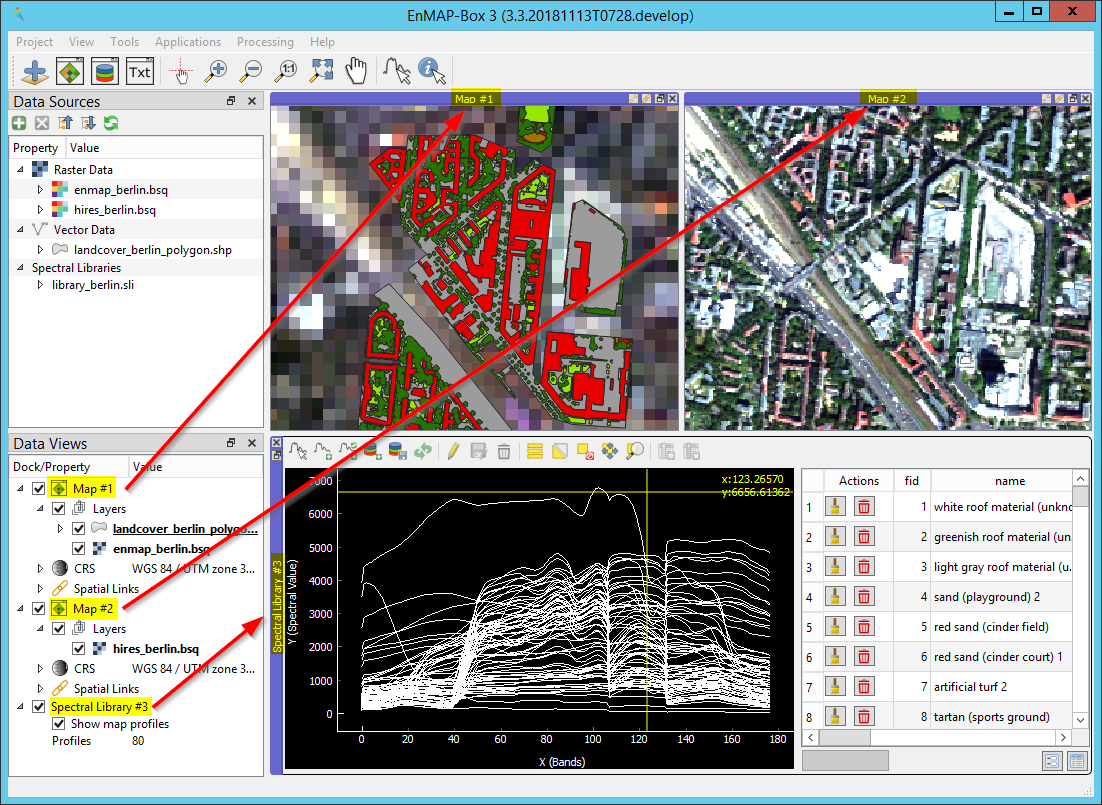 EnMAP-Box 3 (3.3.20181113T0728.develop)
Project View Tools Applications Processing Help
Txt 1:1
Data Sources
Property Value
Raster Data
enmap_berlin.bsq
hires_berlin.bsq
Vector Data
landcover_berlin_polygon.shp
Spectral Libraries
library_berlin.sli
Map #1
Map #2
Data Views
Dock/Property Value
Map #1
Layers
landcover_berlin_polygo...
enmap_berlin.bsq
CRS WGS 84 / UTM zone 3...
Spatial Links
Map #2
Layers
hires_berlin.bsq
CRS WGS 84 / UTM zone 3...
Spatial Links
Spectral Library #3
Show map profiles
Profiles 80
Spectral Library #3
Y (Spectral Value)
x:123.26570
y:6656.61362
7000
6000
5000
4000
3000
2000
1000
0
0 20 40 60 80 100 120 140 160 180
X (Bands)
Actions fid name
1 1 white roof material (unkno
2 2 greenish roof material (un
3 3 light gray roof material (u.
4 4 sand (playground) 2
5 5 red sand (cinder field)
6 6 red sand (cinder court) 1
7 7 artificial turf 2
8 8 tartan (sports ground)